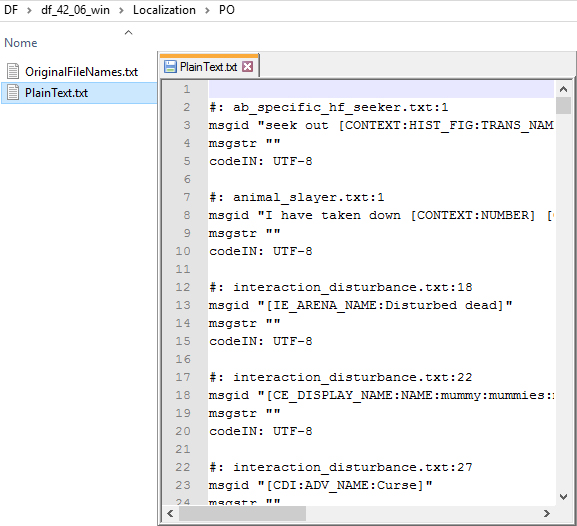 DF > df_42_06_win > Localization > PO
Nome
OriginalFileNames.txt
PlainText.txt
PlainText.txt
1
2 #: ab_specific_hf_seeker.txt:1
3 msgid "seek out [CONTEXT:HIST_FIG:TRANS_NAM
4 msgstr ""
5 codeIN: UTF-8
6
7 #: animal_slayer.txt:1
8 msgid "I have taken down [CONTEXT:NUMBER] [
9 msgstr ""
10 codeIN: UTF-8
11
12 #: interaction_disturbance.txt:18
13 msgid "[IE_ARENA_NAME:Disturbed dead]"
14 msgstr ""
15 codeIN: UTF-8
16
17 #: interaction_disturbance.txt:22
18 msgid "[CE_DISPLAY_NAME:NAME:mummy:mummies:
19 msgstr ""
20 codeIN: UTF-8
21
22 #: interaction_disturbance.txt:27
23 msgid "[CDI:ADV_NAME:Curse]"
24 msgstr ""